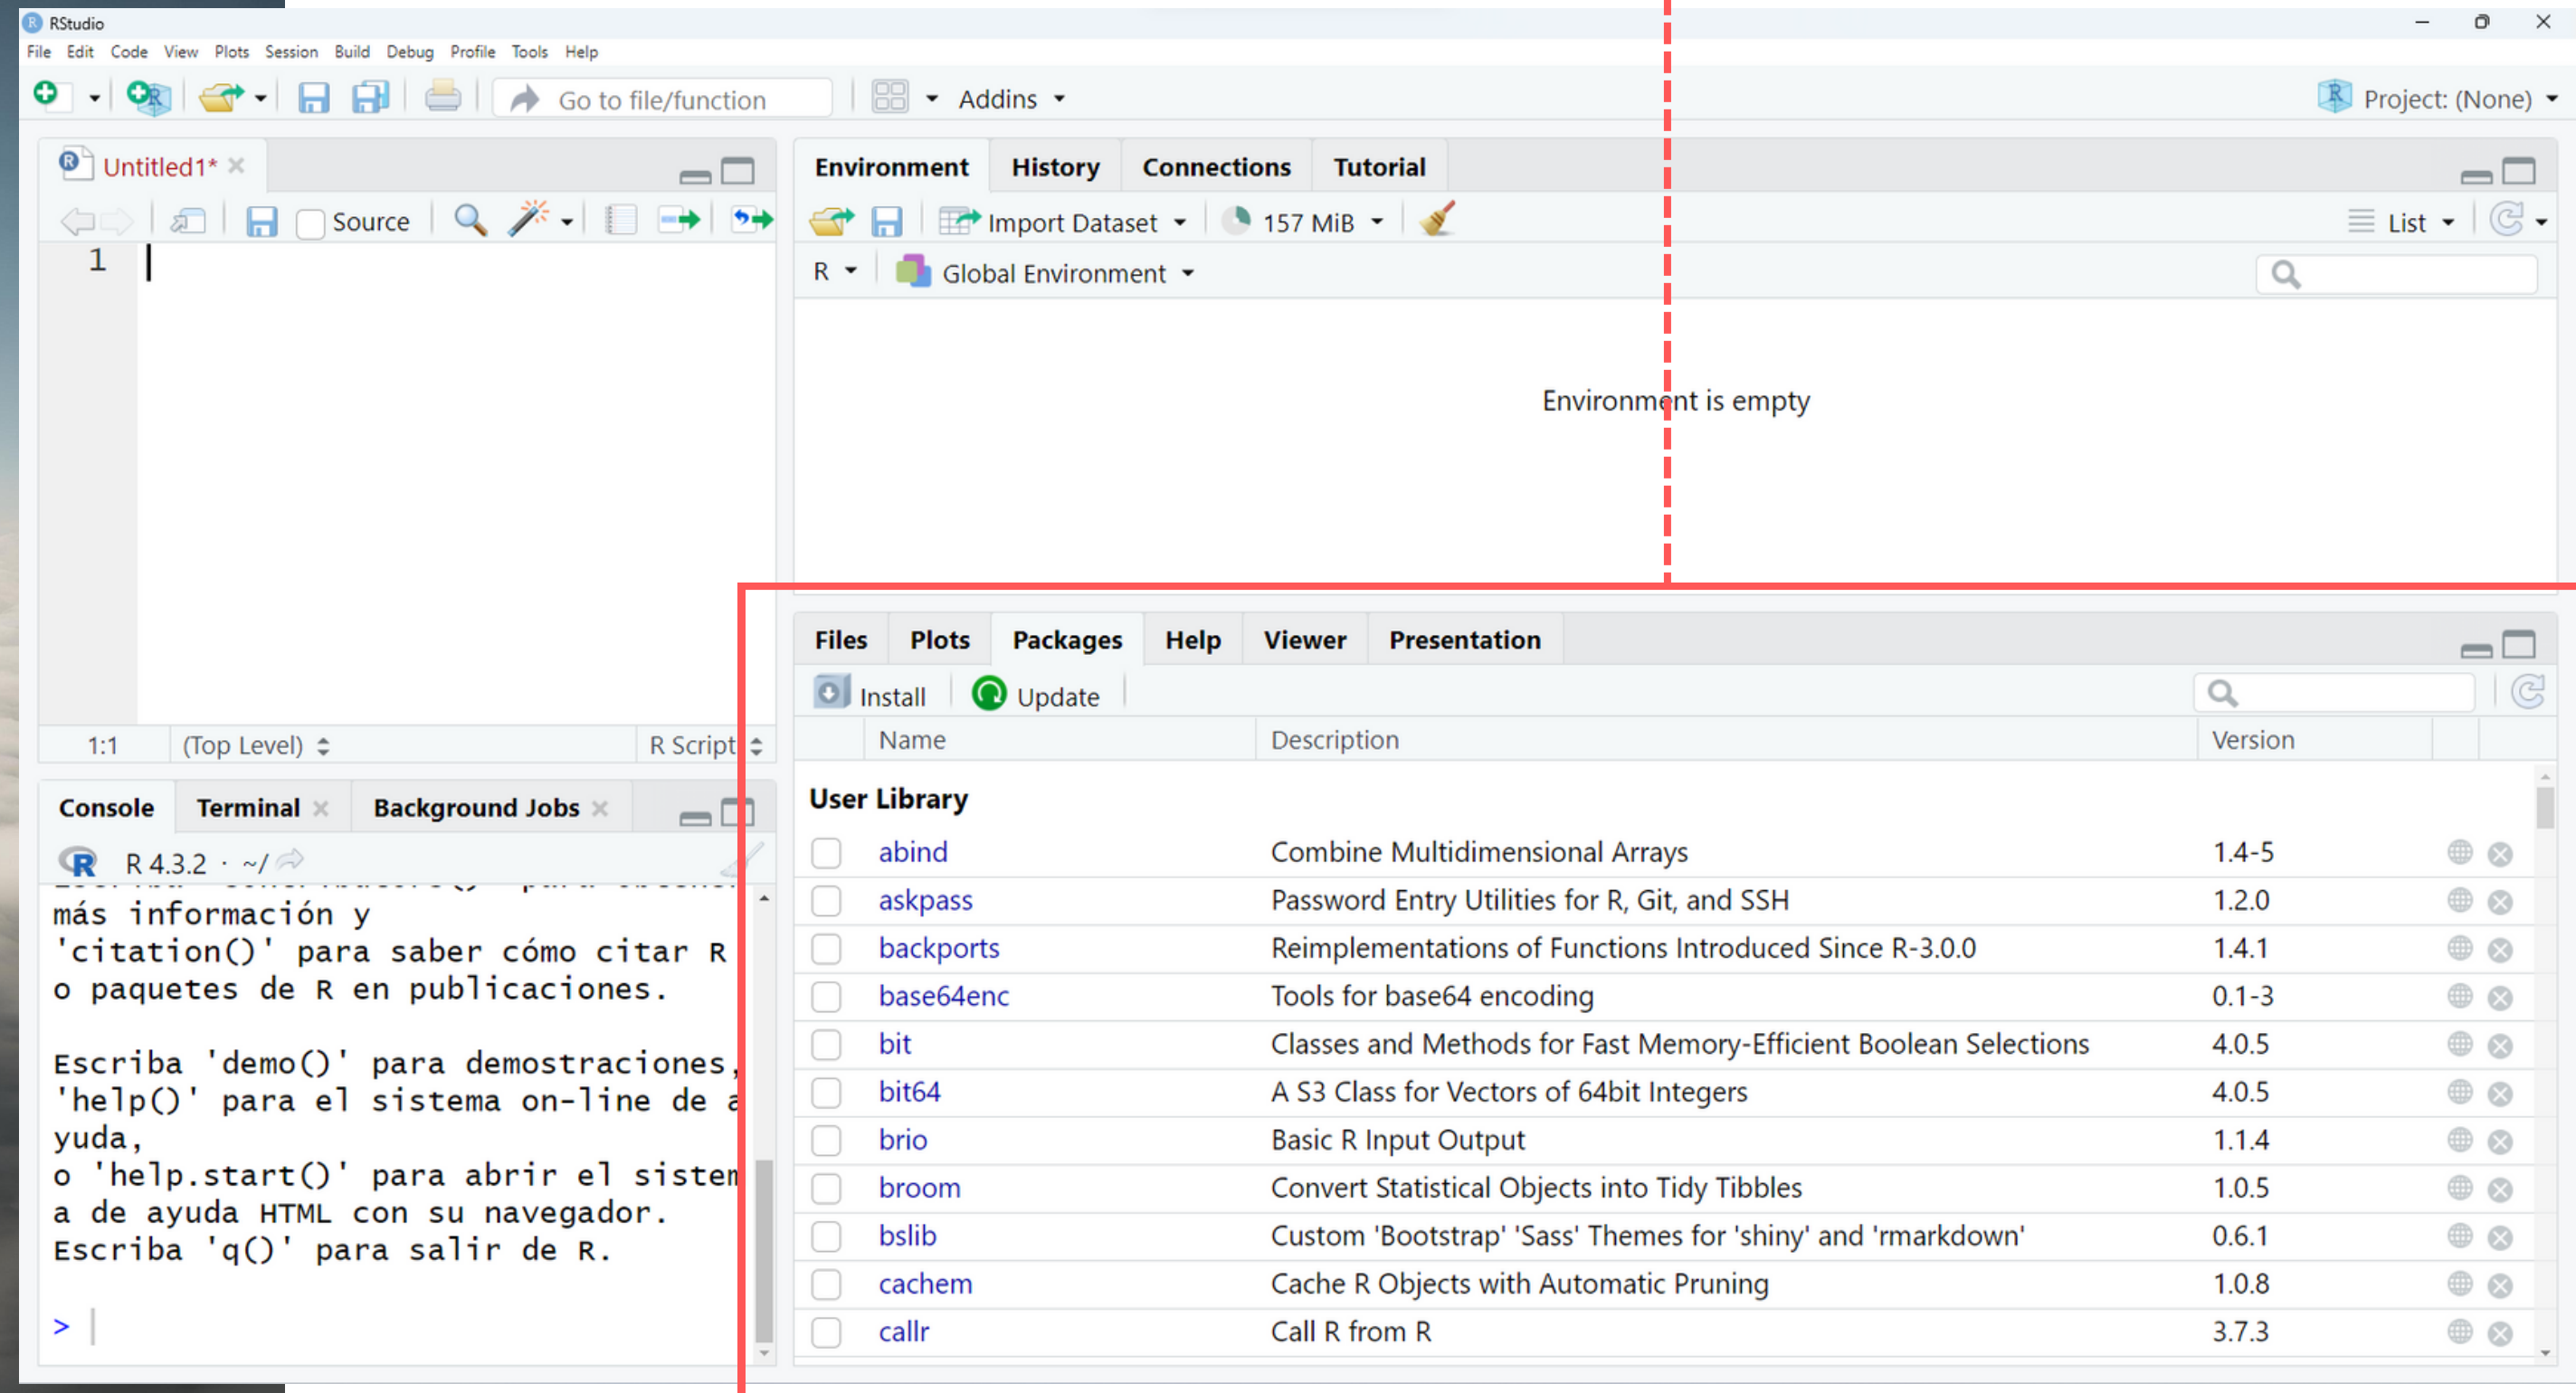 RStudio
File Edit Code View Plots Session Build Debug Profile Tools Help
Go to file/function Addins Project: (None)
Untitled1*
Source
1
1:1 (Top Level) R Script
Console Terminal Background Jobs
R 4.3.2 · ~/
más información y
'citation()' para saber cómo citar R
o paquetes de R en publicaciones.
Escriba 'demo()' para demostraciones,
'help()' para el sistema on-line de a
yuda,
o 'help.start()' para abrir el sistem
a de ayuda HTML con su navegador.
Escriba 'q()' para salir de R.
>
Environment History Connections Tutorial
Import Dataset 157 MiB List
R Global Environment
Environment is empty
Files Plots Packages Help Viewer Presentation
Install Update
Name Description Version
User Library
abind Combine Multidimensional Arrays 1.4-5
askpass Password Entry Utilities for R, Git, and SSH 1.2.0
backports Reimplementations of Functions Introduced Since R-3.0.0 1.4.1
base64enc Tools for base64 encoding 0.1-3
bit Classes and Methods for Fast Memory-Efficient Boolean Selections 4.0.5
bit64 A S3 Class for Vectors of 64bit Integers 4.0.5
brio Basic R Input Output 1.1.4
broom Convert Statistical Objects into Tidy Tibbles 1.0.5
bslib Custom 'Bootstrap' 'Sass' Themes for 'shiny' and 'rmarkdown' 0.6.1
cachem Cache R Objects with Automatic Pruning 1.0.8
callr Call R from R 3.7.3